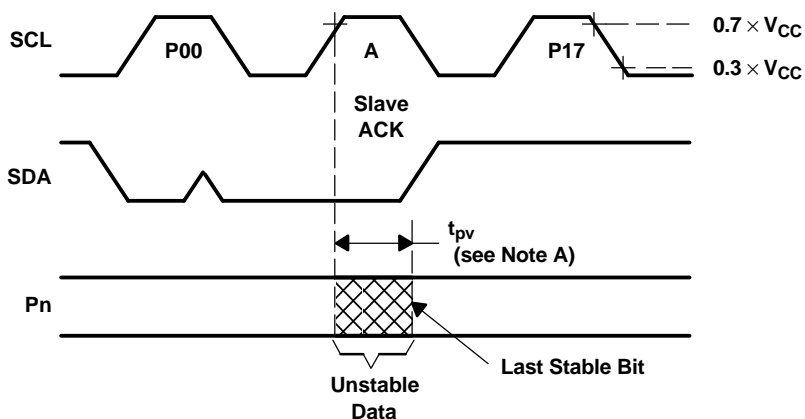 SCL
P00
A
P17
0.7 × VCC
0.3 × VCC
Slave
ACK
SDA
tpv
(see Note A)
Pn
Last Stable Bit
Unstable
Data